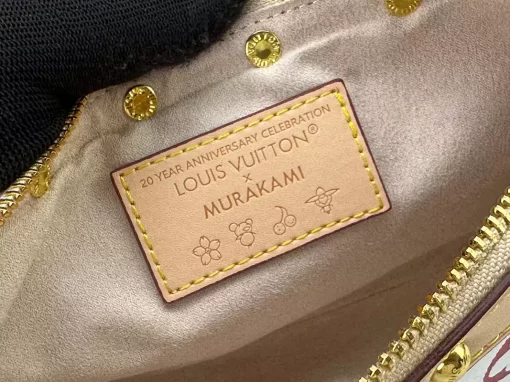 20 YEAR ANNIVERSARY CELEBRATION
LOUIS VUITTON®
×
MURAKAMI